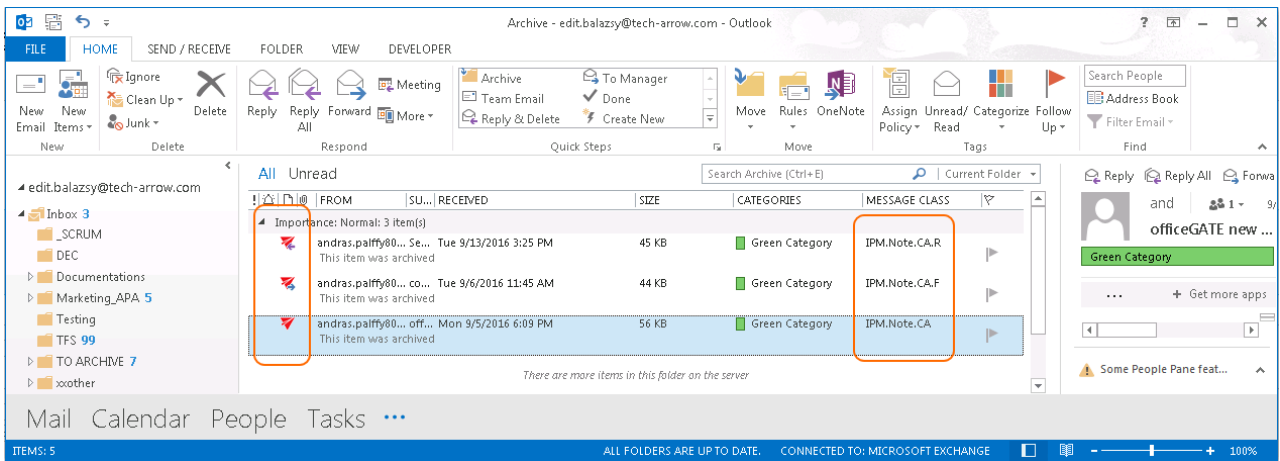 Archive - edit.balazsy@tech-arrow.com - Outlook
FILE HOME SEND / RECEIVE FOLDER VIEW DEVELOPER
New Email
New Items
New
Ignore
Clean Up
Junk
Delete
Delete
Reply
Reply All
Forward
Meeting
More
Respond
Archive
Team Email
Reply & Delete
To Manager
Done
Create New
Quick Steps
Move
Rules
OneNote
Move
Assign Policy
Unread/ Read
Categorize
Follow Up
Tags
Search People
Address Book
Filter Email
Find
edit.balazsy@tech-arrow.com
Inbox 3
_SCRUM
DEC
Documentations
Marketing_APA 5
Testing
TFS 99
TO ARCHIVE 7
xxother
All Unread
Search Archive (Ctrl+E) Current Folder
FROM SU... RECEIVED SIZE CATEGORIES MESSAGE CLASS
Importance: Normal: 3 item(s)
andras.palffy80... Se... Tue 9/13/2016 3:25 PM 45 KB Green Category IPM.Note.CA.R
This item was archived
andras.palffy80... co... Tue 9/6/2016 11:45 AM 44 KB Green Category IPM.Note.CA.F
This item was archived
andras.palffy80... off... Mon 9/5/2016 6:09 PM 56 KB Green Category IPM.Note.CA
This item was archived
There are more items in this folder on the server
Reply Reply All Forwa
and 1 9/
officeGATE new ...
Green Category
... + Get more apps
Some People Pane feat...
Mail Calendar People Tasks ...
ITEMS: 5 ALL FOLDERS ARE UP TO DATE. CONNECTED TO: MICROSOFT EXCHANGE 100%